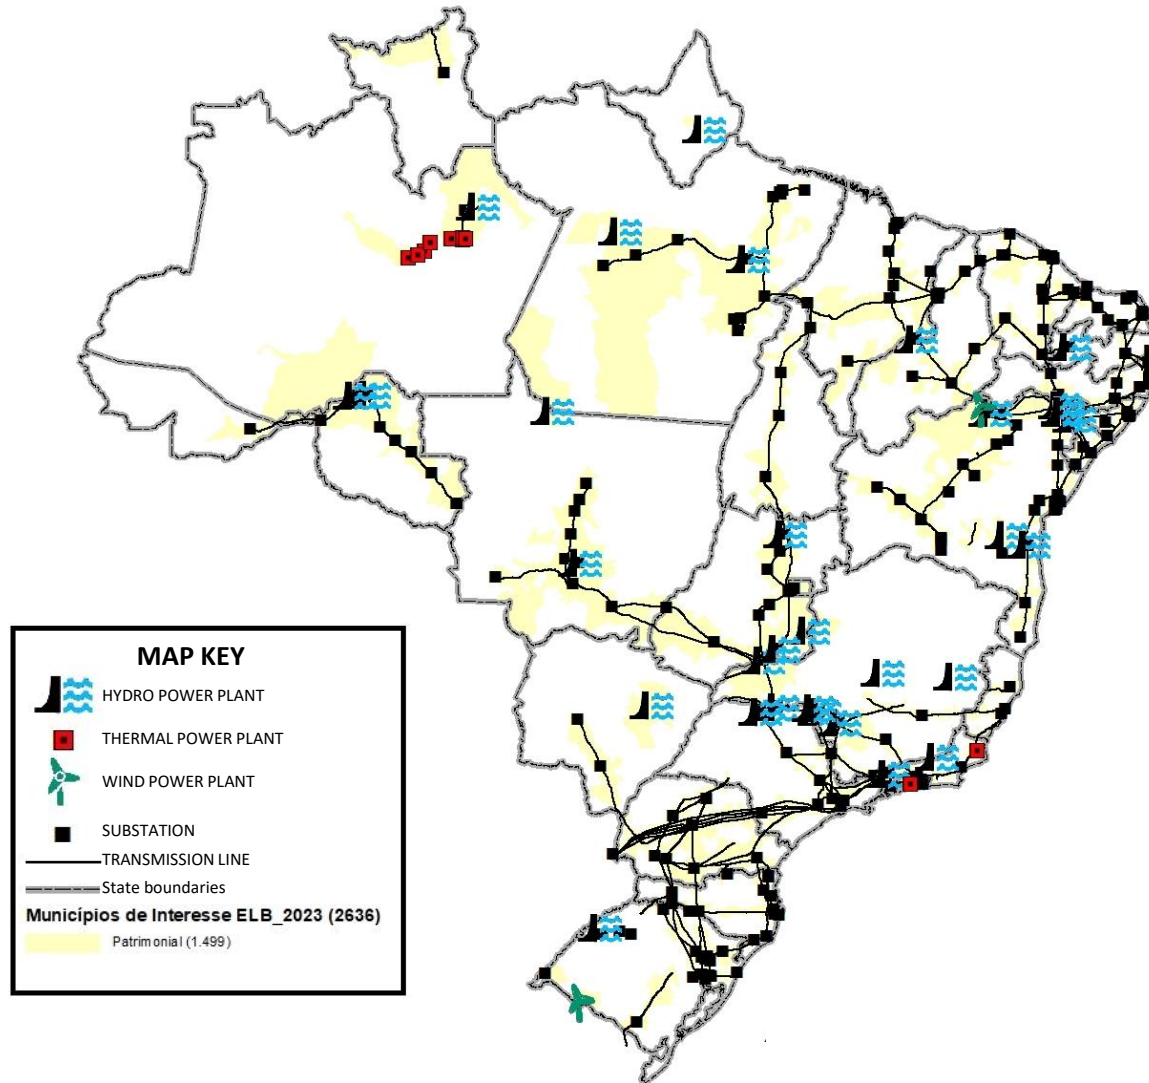 MAP KEY
HYDRO POWER PLANT
THERMAL POWER PLANT
WIND POWER PLANT
SUBSTATION
TRANSMISSION LINE
State boundaries
Municípios de Interesse ELB_2023 (2636)
Patrimonial (1.499)